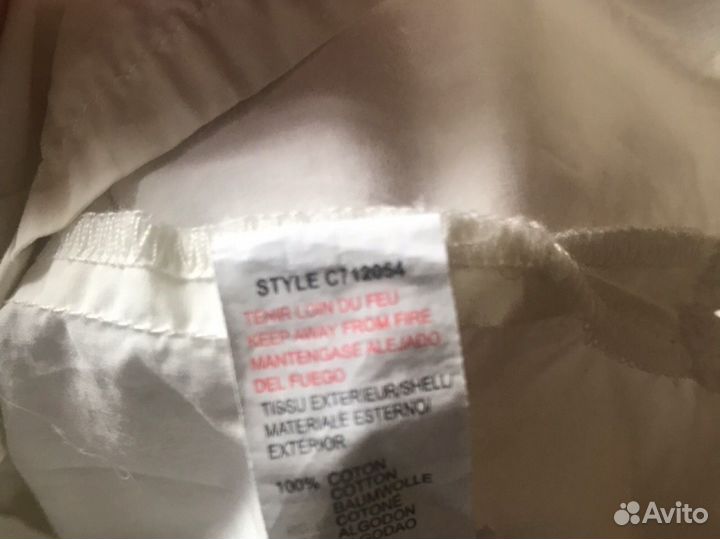 STYLE C712054
TENIR LOIN DU FEU
KEEP AWAY FROM FIRE
MANTENGASE ALEJADO
DEL FUEGO
TISSU EXTERIEUR/SHELL/
MATERIALE ESTERNO/
EXTERIOR
100% COTON
COTTON
BAUMWOLLE
COTONE
ALGODON
ALGODAO
Avito